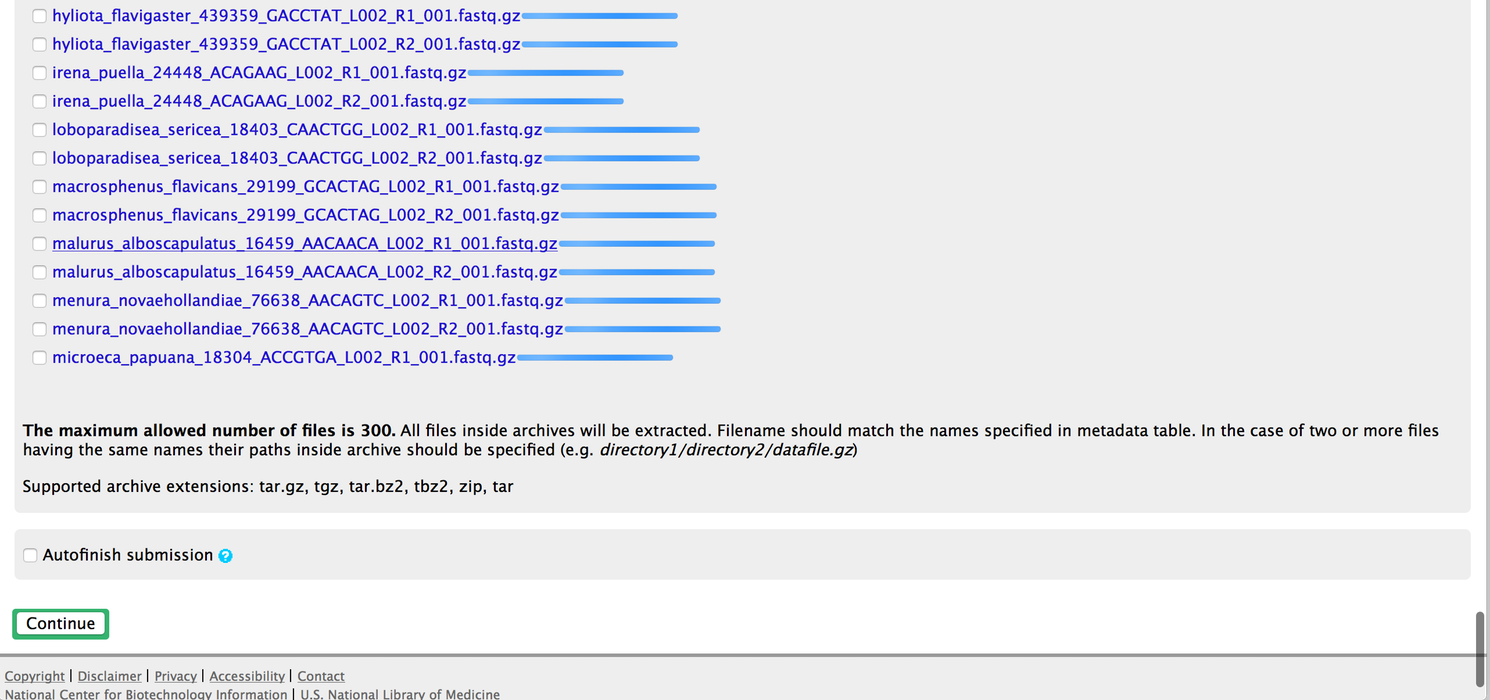 hyliota_flavigaster_439359_GACCTAT_L002_R1_001.fastq.gz
hyliota_flavigaster_439359_GACCTAT_L002_R2_001.fastq.gz
irena_puella_24448_ACAGAAG_L002_R1_001.fastq.gz
irena_puella_24448_ACAGAAG_L002_R2_001.fastq.gz
loboparadisea_sericea_18403_CAACTGG_L002_R1_001.fastq.gz
loboparadisea_sericea_18403_CAACTGG_L002_R2_001.fastq.gz
macrosphenus_flavicans_29199_GCACTAG_L002_R1_001.fastq.gz
macrosphenus_flavicans_29199_GCACTAG_L002_R2_001.fastq.gz
malurus_alboscapulatus_16459_AACAACA_L002_R1_001.fastq.gz
malurus_alboscapulatus_16459_AACAACA_L002_R2_001.fastq.gz
menura_novaehollandiae_76638_AACAGTC_L002_R1_001.fastq.gz
menura_novaehollandiae_76638_AACAGTC_L002_R2_001.fastq.gz
microeca_papuana_18304_ACCGTGA_L002_R1_001.fastq.gz
The maximum allowed number of files is 300. All files inside archives will be extracted. Filename should match the names specified in metadata table. In the case of two or more files
having the same names their paths inside archive should be specified (e.g. directory1/directory2/datafile.gz)
Supported archive extensions: tar.gz, tgz, tar.bz2, tbz2, zip, tar
Autofinish submission ?
Continue
Copyright | Disclaimer | Privacy | Accessibility | Contact
National Center for Biotechnology Information | U.S. National Library of Medicine